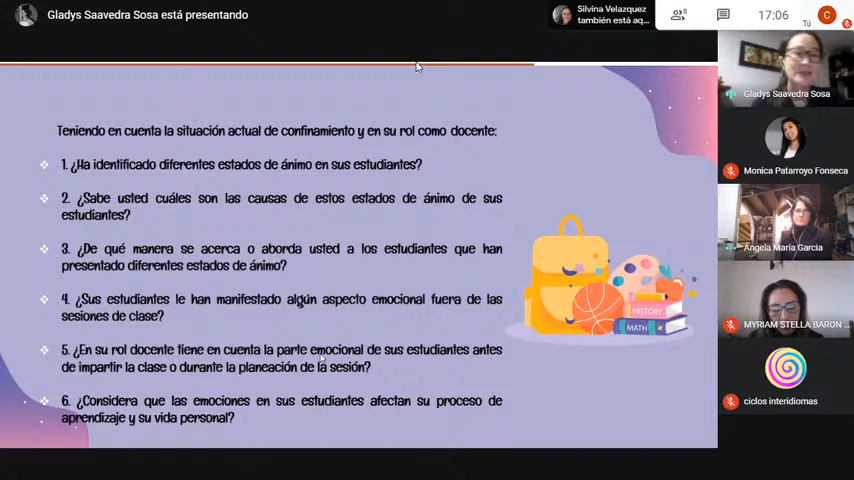 Gladys Saavedra Sosa está presentando
Silvina Velazquez
también está aq...
8
17:06
Tú
C
Gladys Saavedra Sosa
Monica Patarroyo Fonseca
Angela María Garcia
MYRIAM STELLA BARON ...
ciclos interidiomas
Teniendo en cuenta la situación actual de confinamiento y en su rol como docente:
1. ¿Ha identificado diferentes estados de ánimo en sus estudiantes?
2. ¿Sabe usted cuáles son las causas de estos estados de ánimo de sus
estudiantes?
3. ¿De qué manera se acerca o aborda usted a los estudiantes que han
presentado diferentes estados de ánimo?
4. ¿Sus estudiantes le han manifestado algún aspecto emocional fuera de las
sesiones de clase?
5. ¿En su rol docente tiene en cuenta la parte emocional de sus estudiantes antes
de impartir la clase o durante la planeación de la sesión?
6. ¿Considera que las emociones en sus estudiantes afectan su proceso de
aprendizaje y su vida personal?
HISTORY
MATH